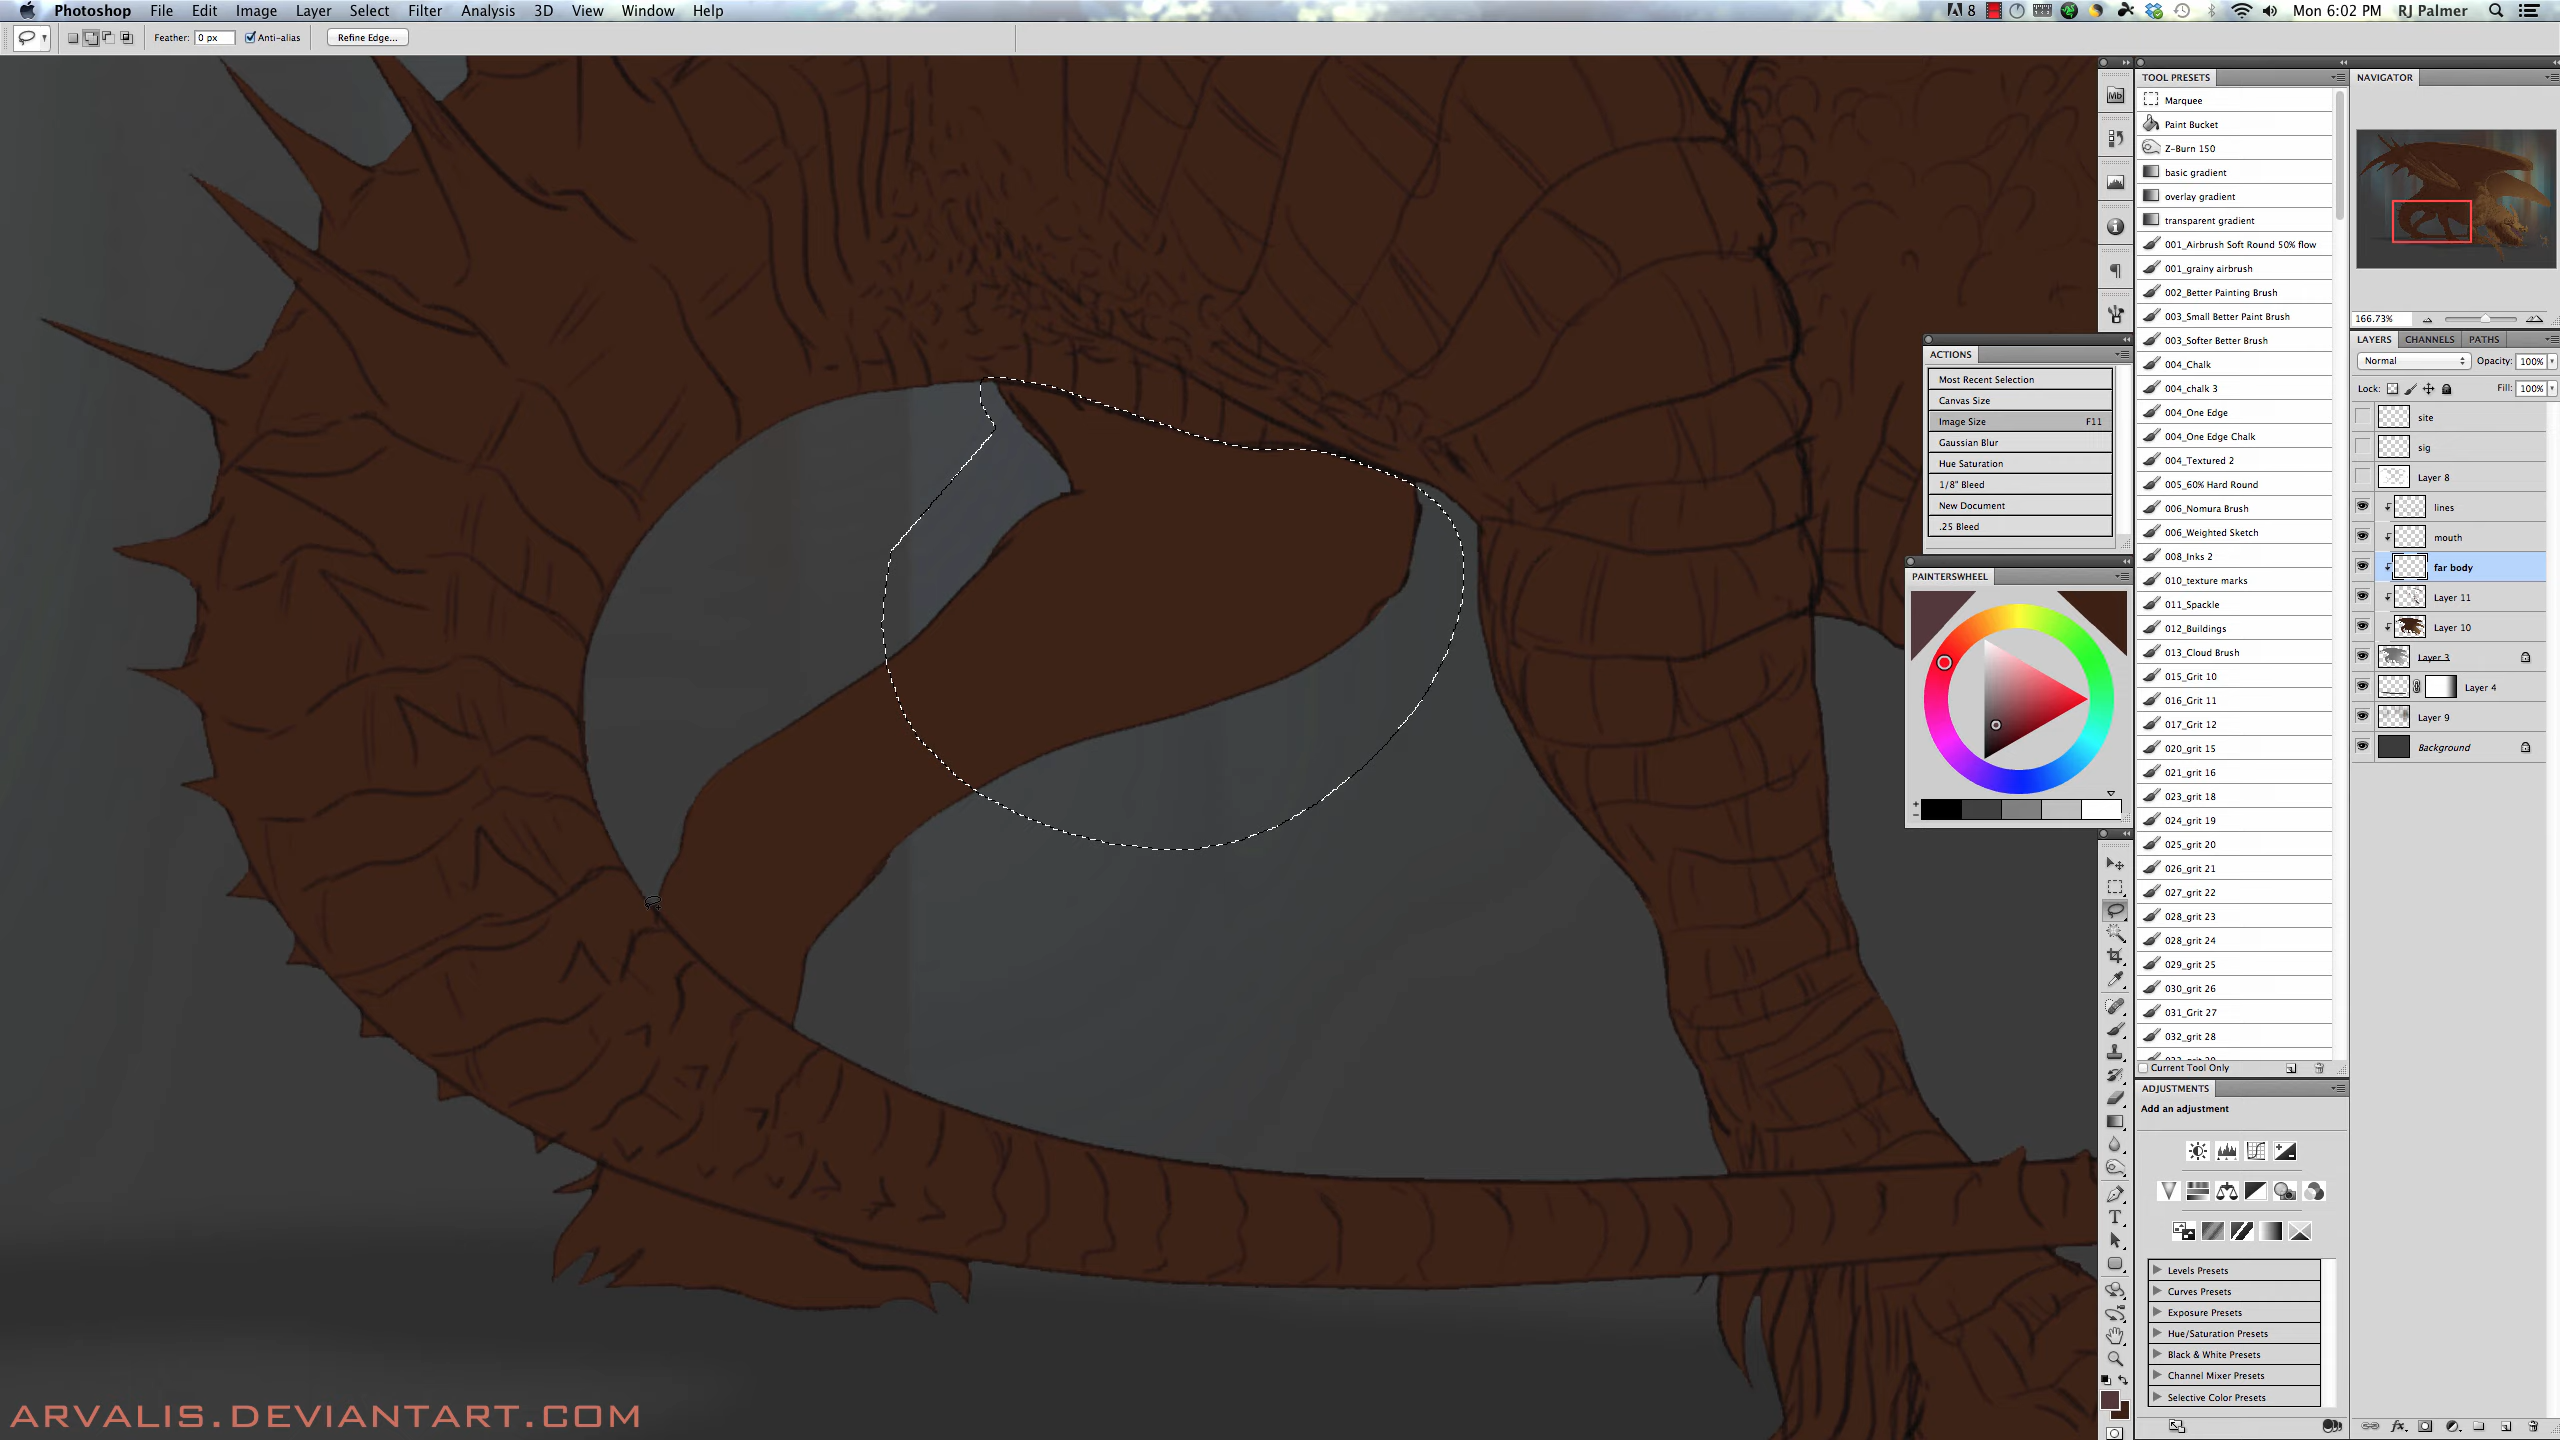 Photoshop File Edit Image Layer Select Filter Analysis 3D View Window Help
8 Mon 6:02 PM RJ Palmer
Feather: 0 px Anti-alias Refine Edge...
TOOL PRESETS
Marquee
Paint Bucket
Z-Burn 150
basic gradient
overlay gradient
transparent gradient
001_Airbrush Soft Round 50% flow
001_grainy airbrush
002_Better Painting Brush
003_Small Better Paint Brush
003_Softer Better Brush
004_Chalk
004_chalk 3
004_One Edge
004_One Edge Chalk
004_Textured 2
005_60% Hard Round
006_Nomura Brush
006_Weighted Sketch
008_Inks 2
010_texture marks
011_Spackle
012_Buildings
013_Cloud Brush
015_Grit 10
016_Grit 11
017_Grit 12
020_grit 15
021_grit 16
023_grit 18
024_grit 19
025_grit 20
026_grit 21
027_grit 22
028_grit 23
028_grit 24
029_grit 25
030_grit 26
031_Grit 27
032_grit 28
Current Tool Only
ADJUSTMENTS
Add an adjustment
Levels Presets
Curves Presets
Exposure Presets
Hue/Saturation Presets
Black & White Presets
Channel Mixer Presets
Selective Color Presets
NAVIGATOR
166.73%
LAYERS CHANNELS PATHS
Normal Opacity: 100%
Lock: Fill: 100%
site
sig
Layer 8
lines
mouth
far body
Layer 11
Layer 10
Layer 3
Layer 4
Layer 9
Background
ACTIONS
Most Recent Selection
Canvas Size
Image Size F11
Gaussian Blur
Hue Saturation
1/8" Bleed
New Document
.25 Bleed
PAINTERSWHEEL
Mb
ARVALIS.DEVIANTART.COM